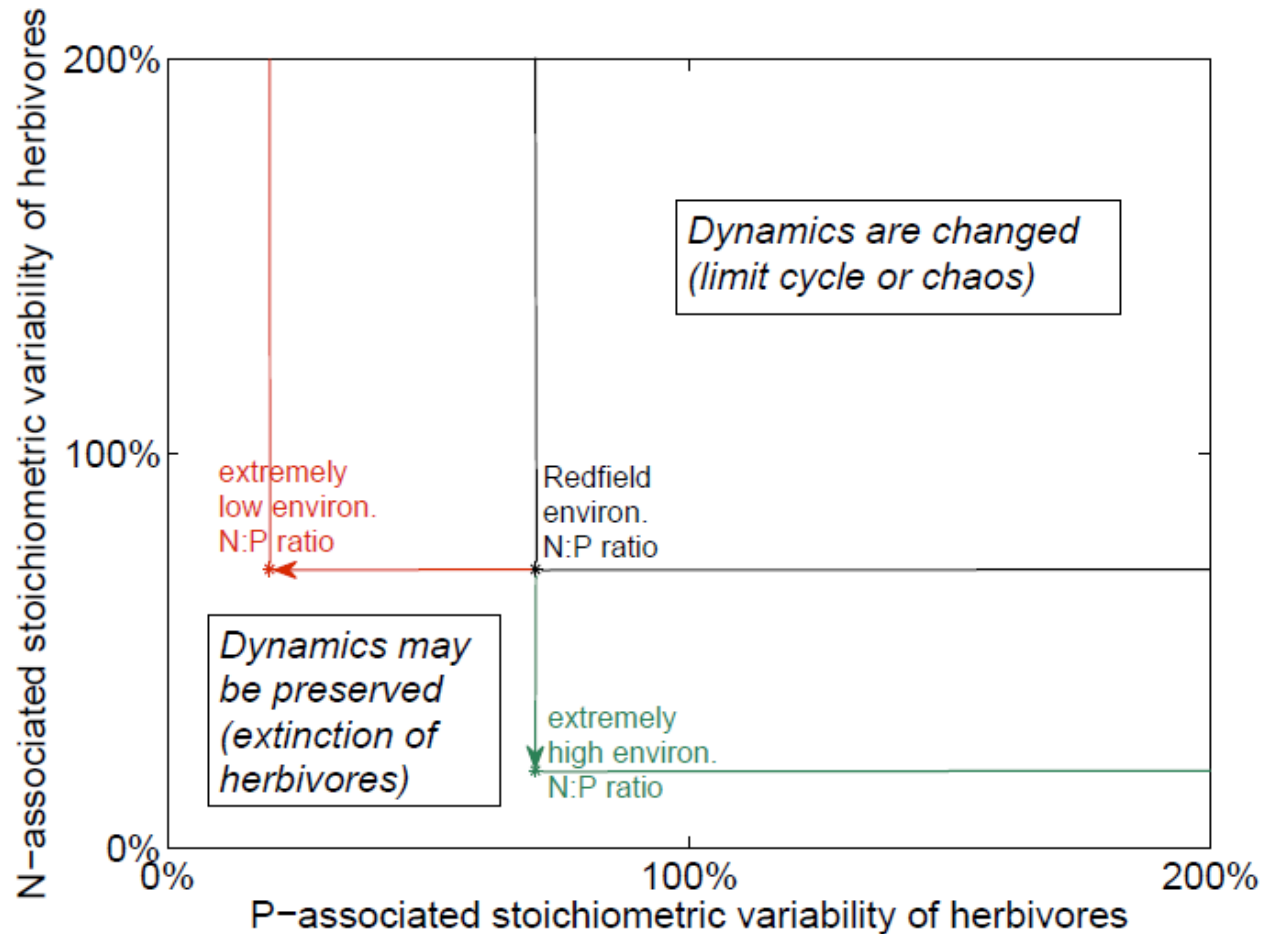 N−associated stoichiometric variability of herbivores
200%
100%
0%
Dynamics are changed
(limit cycle or chaos)
extremely
low environ.
N:P ratio
Redfield
environ.
N:P ratio
Dynamics may
be preserved
(extinction of
herbivores)
extremely
high environ.
N:P ratio
0%
100%
200%
P−associated stoichiometric variability of herbivores